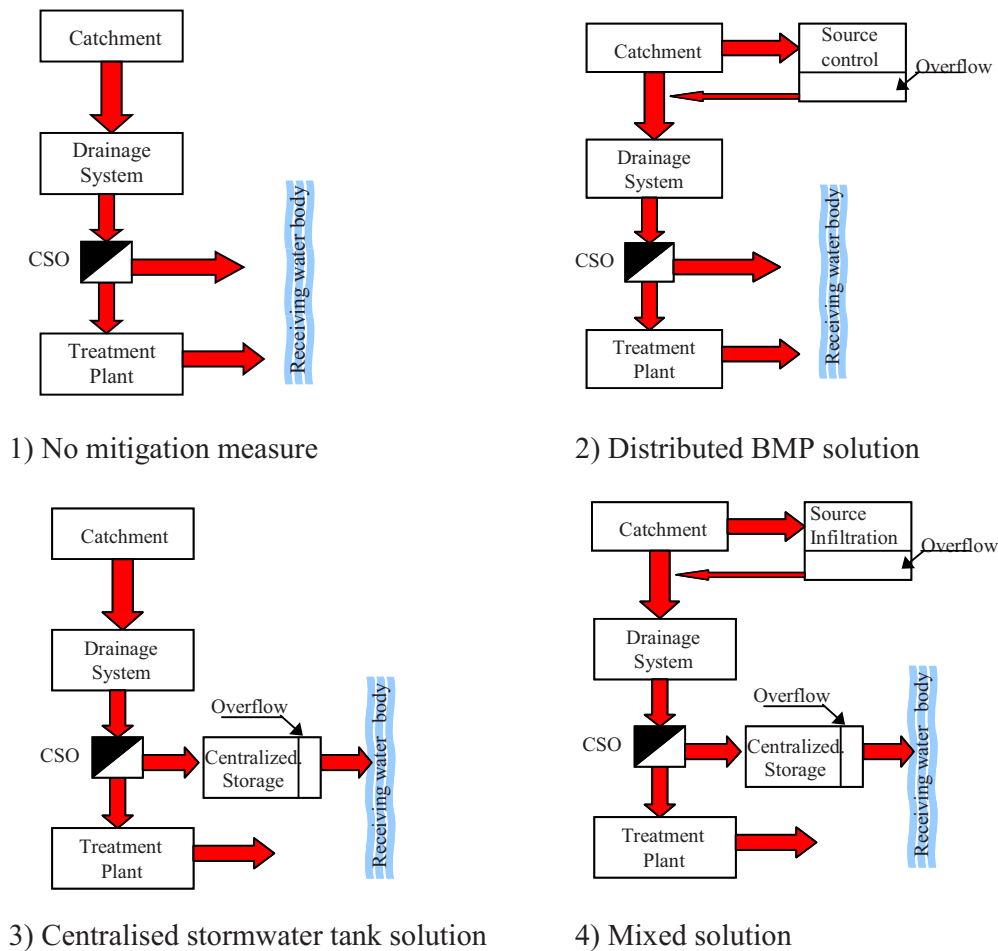 Catchment
Drainage
System
CSO
Treatment
Plant
Receiving water body
1) No mitigation measure
Catchment
Source
control
Overflow
Drainage
System
CSO
Treatment
Plant
Receiving water body
2) Distributed BMP solution
Catchment
Drainage
System
Overflow
CSO
Centralized.
Storage
Treatment
Plant
Receiving water body
3) Centralised stormwater tank solution
Catchment
Source
Infiltration
Overflow
Drainage
System
Overflow
CSO
Centralized.
Storage
Treatment
Plant
Receiving water body
4) Mixed solution